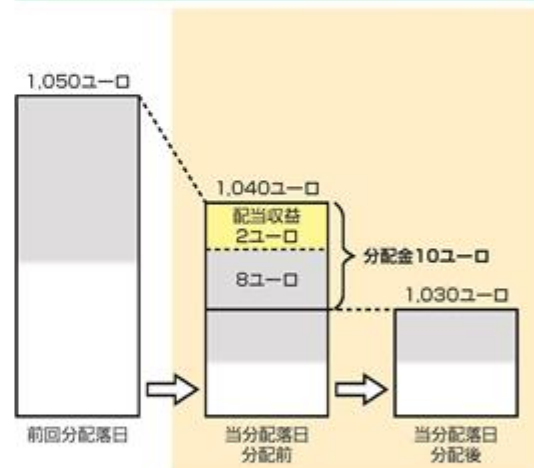 1,050ユーロ
1,040ユーロ
配当収益
2ユーロ
8ユーロ
分配金10ユーロ
1,030ユーロ
前回分配落日
当分配落日
分配前
当分配落日
分配後